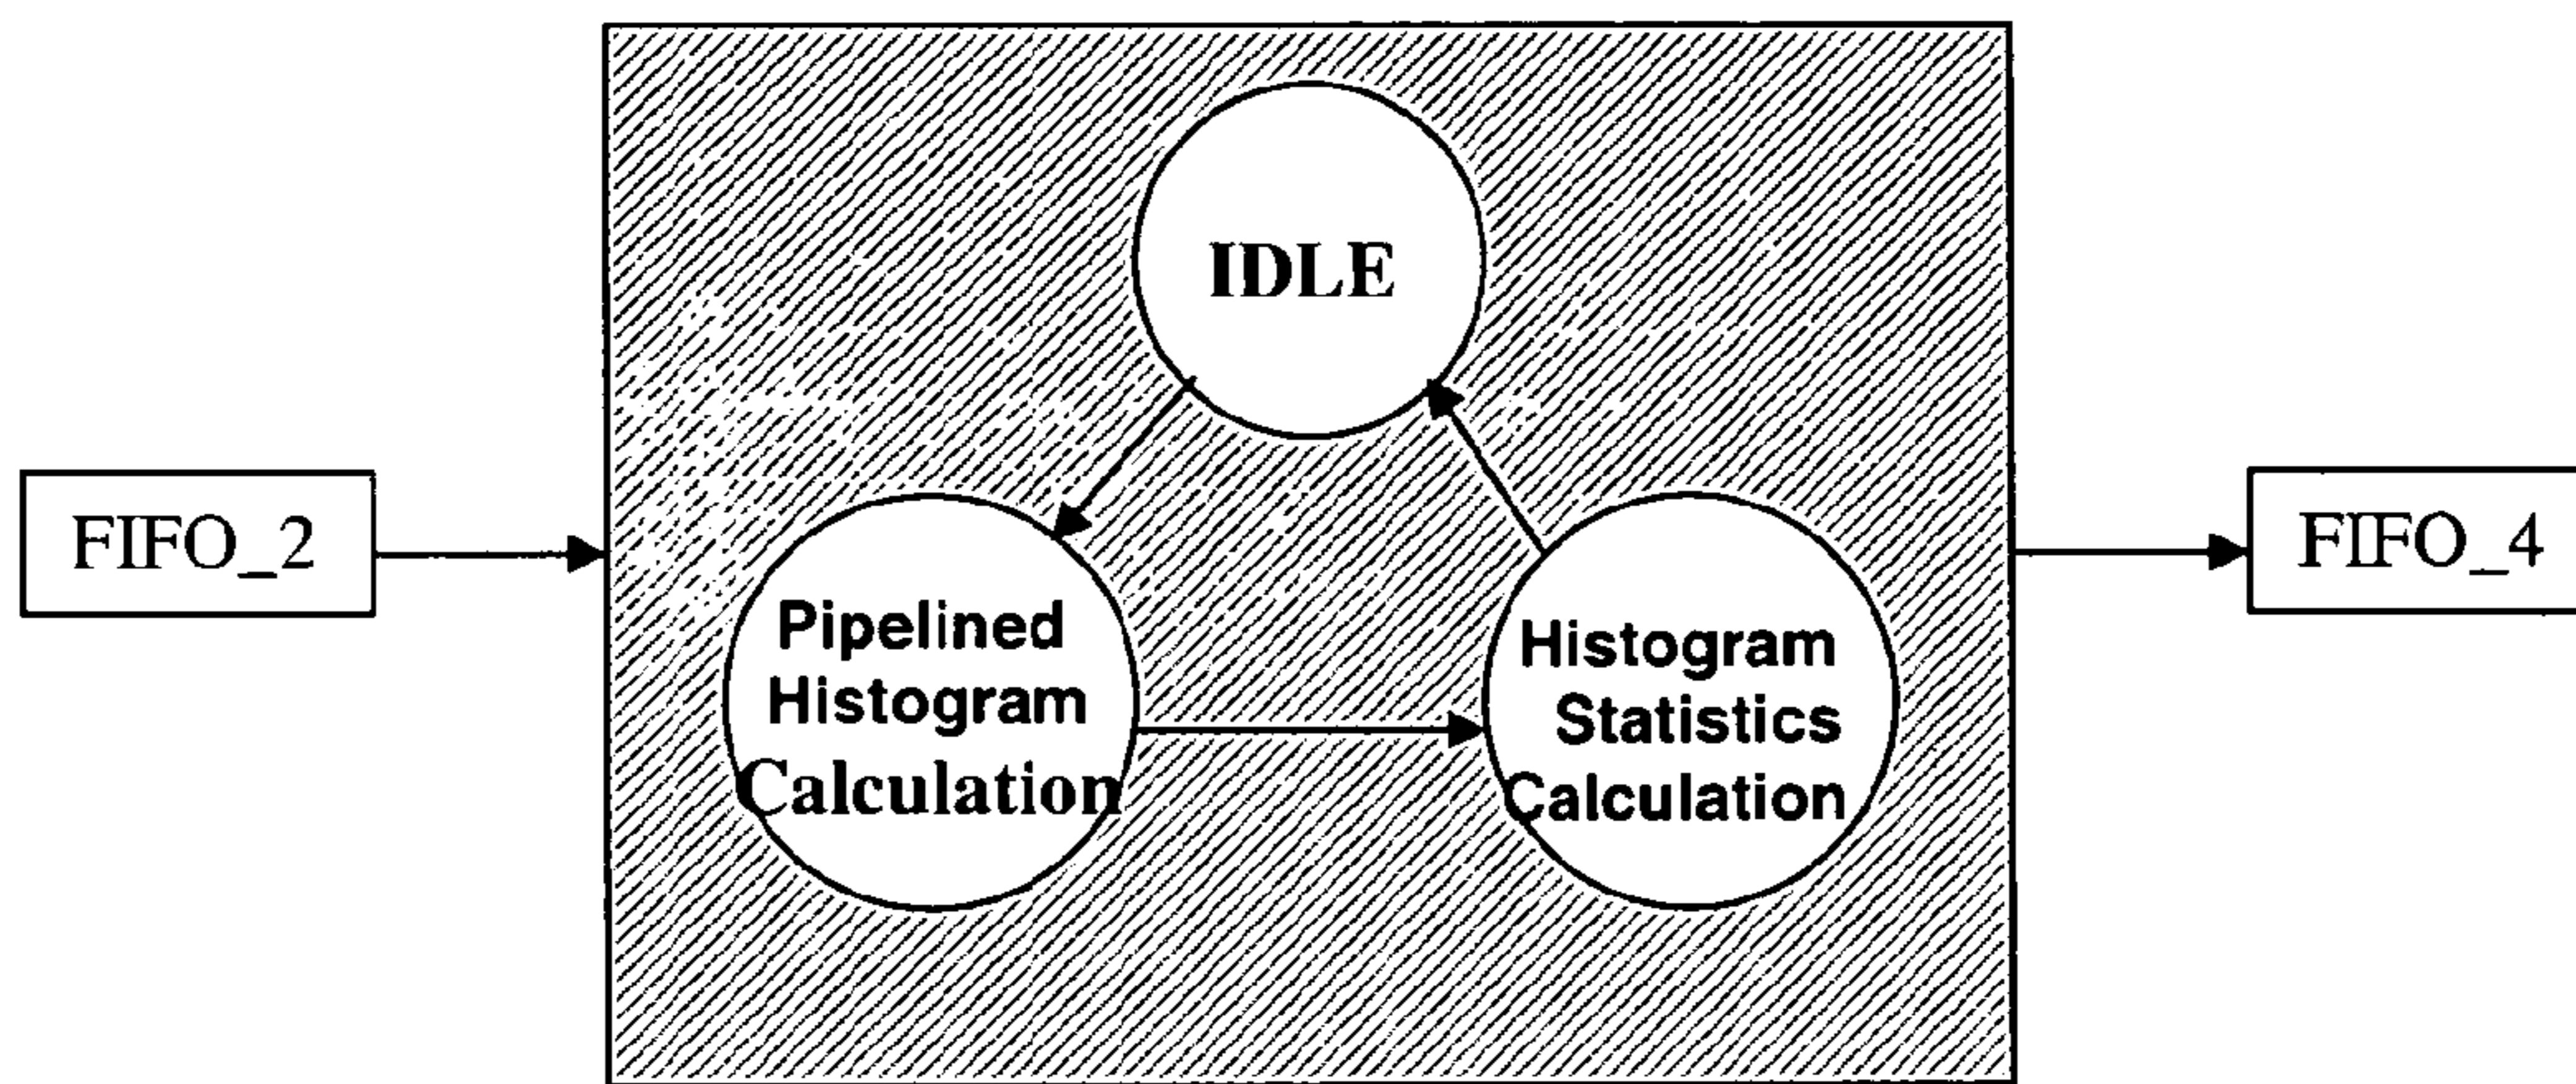 IDLE
FIFO_2
Pipelined
Histogram
Calculation
Histogram
Statistics
Calculation
FIFO_4